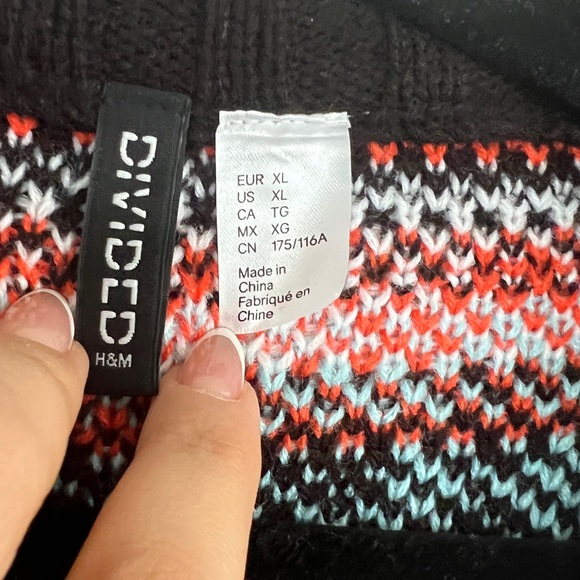 DIVIDED
H&M
EUR XL
US XL
CA TG
MX XG
CN 175/116A
Made in
China
Fabriqué en
Chine